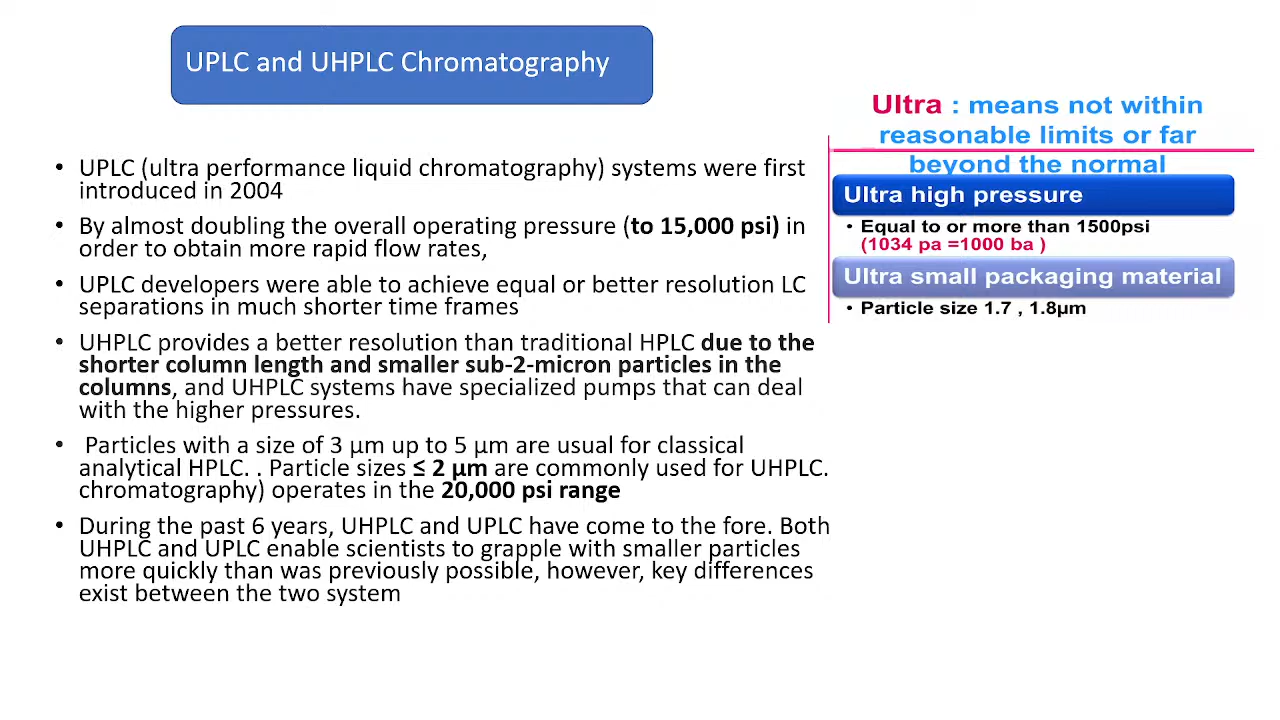 UPLC and UHPLC Chromatography
• UPLC (ultra performance liquid chromatography) systems were first
introduced in 2004
• By almost doubling the overall operating pressure (to 15,000 psi) in
order to obtain more rapid flow rates,
• UPLC developers were able to achieve equal or better resolution LC
separations in much shorter time frames
• UHPLC provides a better resolution than traditional HPLC due to the
shorter column length and smaller sub-2-micron particles in the
columns, and UHPLC systems have specialized pumps that can deal
with the higher pressures.
• Particles with a size of 3 μm up to 5 μm are usual for classical
analytical HPLC. . Particle sizes ≤ 2 μm are commonly used for UHPLC.
chromatography) operates in the 20,000 psi range
• During the past 6 years, UHPLC and UPLC have come to the fore. Both
UHPLC and UPLC enable scientists to grapple with smaller particles
more quickly than was previously possible, however, key differences
exist between the two system
Ultra : means not within
reasonable limits or far
beyond the normal
Ultra high pressure
• Equal to or more than 1500psi
(1034 pa =1000 ba )
Ultra small packaging material
• Particle size 1.7 , 1.8μm